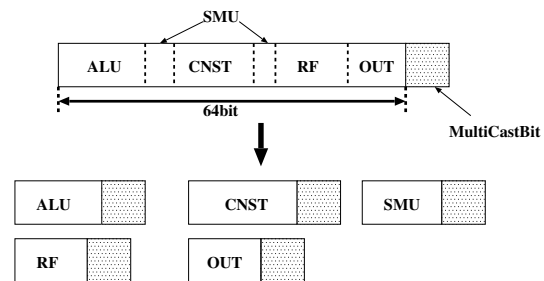 SMU
ALU CNST RF OUT
64bit
MultiCastBit
ALU CNST SMU
RF OUT